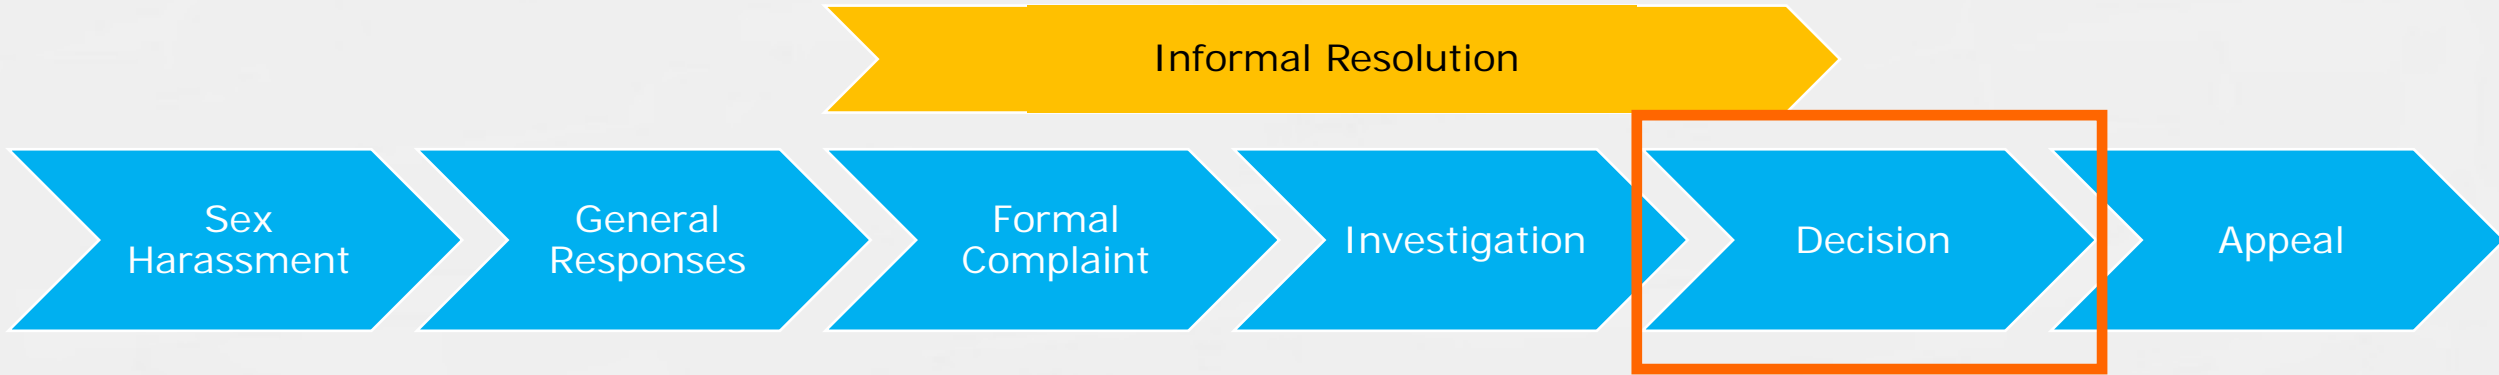 Informal Resolution
Sex
Harassment
General
Responses
Formal
Complaint
Investigation
Decision
Appeal